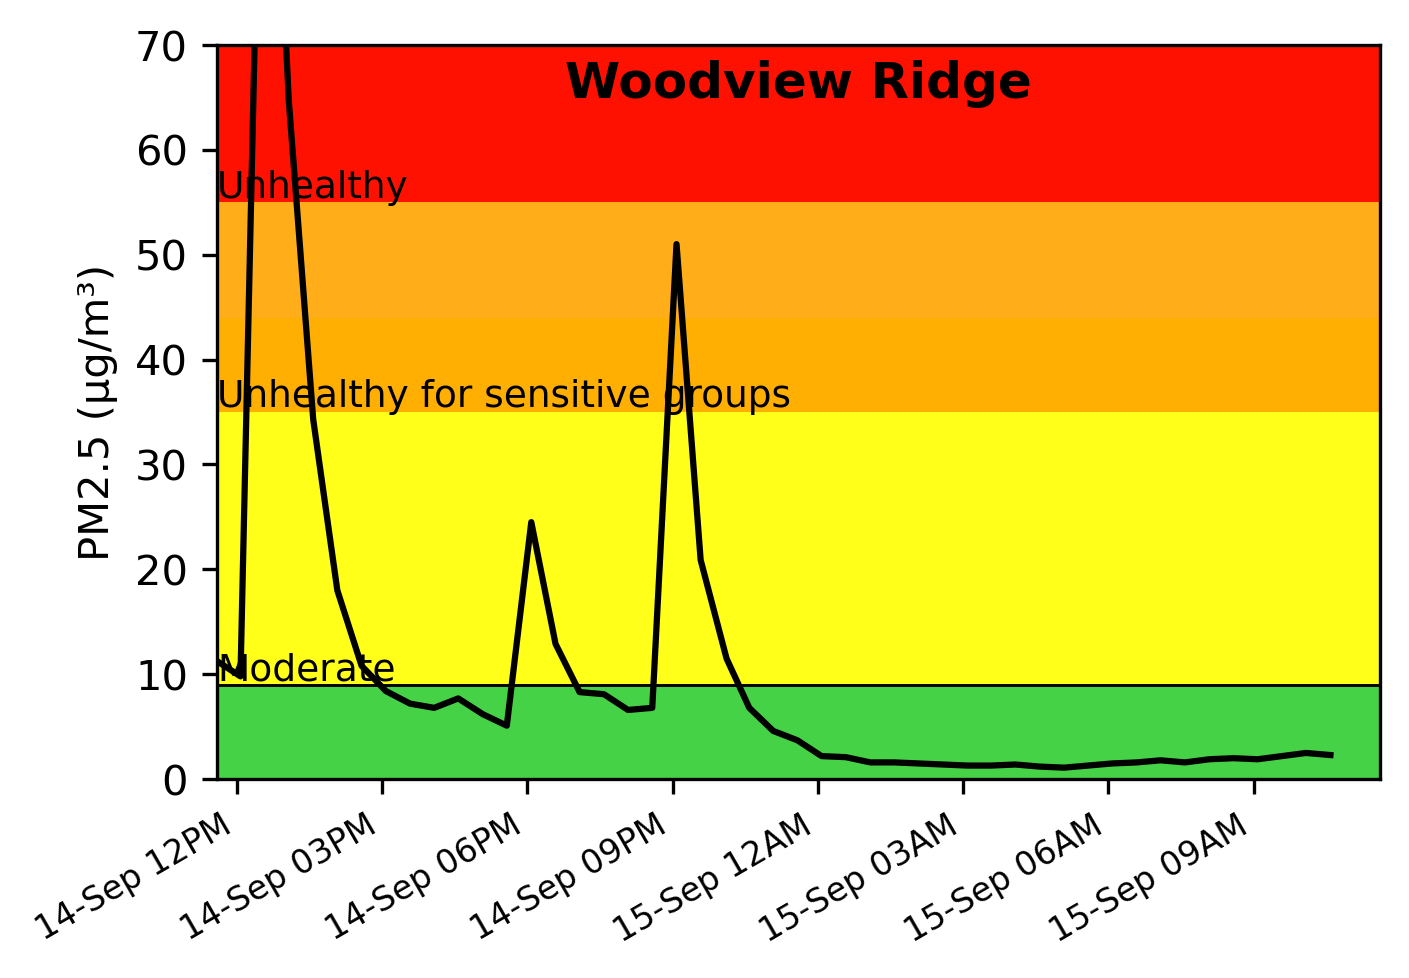 Woodview Ridge
PM2.5 (µg/m³)
70
60
Unhealthy
50
40
Unhealthy for sensitive groups
30
20
10
Moderate
0
14-Sep 12PM
14-Sep 03PM
14-Sep 06PM
14-Sep 09PM
15-Sep 12AM
15-Sep 03AM
15-Sep 06AM
15-Sep 09AM